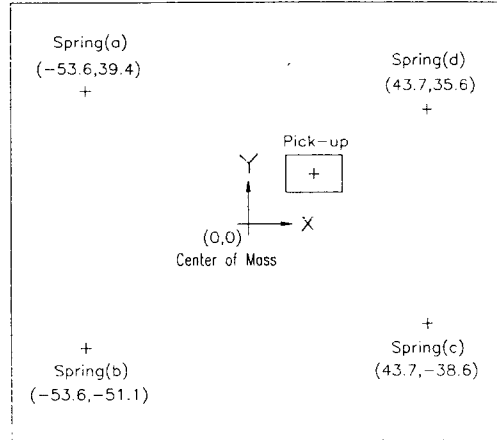 Spring(a)
(-53.6,39.4)
Spring(d)
(43.7,35.6)
Pick-up
Y
X
(0,0)
Center of Mass
Spring(b)
(-53.6,-51.1)
Spring(c)
(43.7,-38.6)